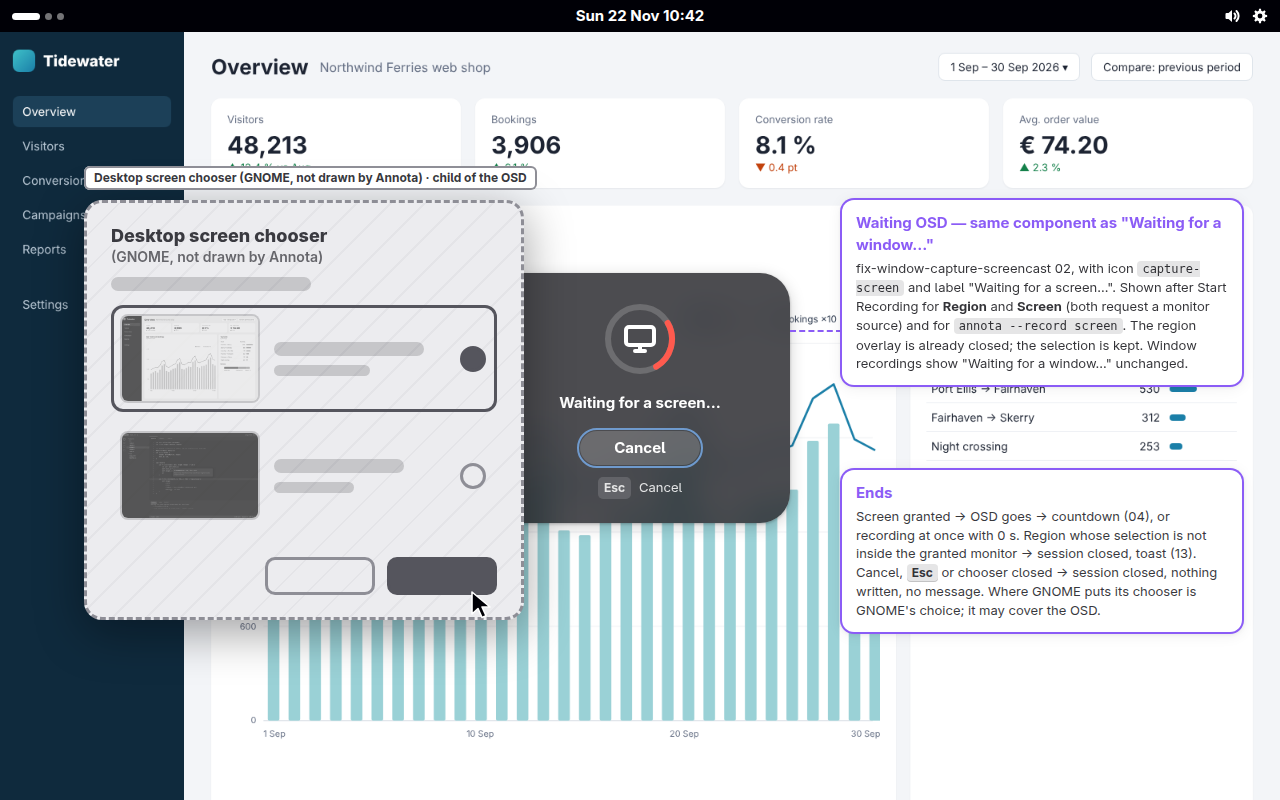 Sun 22 Nov 10:42
Tidewater
Overview
Visitors
Conversion
Campaigns
Reports
Settings
Overview Northwind Ferries web shop
1 Sep – 30 Sep 2026 ▾
Compare: previous period
Visitors
48,213
Bookings
3,906
Conversion rate
8.1 %
▼ 0.4 pt
Avg. order value
€ 74.20
▲ 2.3 %
Desktop screen chooser (GNOME, not drawn by Annota) · child of the OSD
Desktop screen chooser
(GNOME, not drawn by Annota)
Waiting for a screen...
Cancel
Esc Cancel
×10
Waiting OSD — same component as "Waiting for a
window..."
fix-window-capture-screencast 02, with icon capture-
screen and label "Waiting for a screen...". Shown after Start
Recording for Region and Screen (both request a monitor
source) and for annota --record screen. The region
overlay is already closed; the selection is kept. Window
recordings show "Waiting for a window..." unchanged.
Port Ellis → Fairhaven 530
Fairhaven → Skerry 312
Night crossing 253
Ends
Screen granted → OSD goes → countdown (04), or
recording at once with 0 s. Region whose selection is not
inside the granted monitor → session closed, toast (13).
Cancel, Esc or chooser closed → session closed, nothing
written, no message. Where GNOME puts its chooser is
GNOME's choice; it may cover the OSD.
600
0
1 Sep
10 Sep
20 Sep
30 Sep